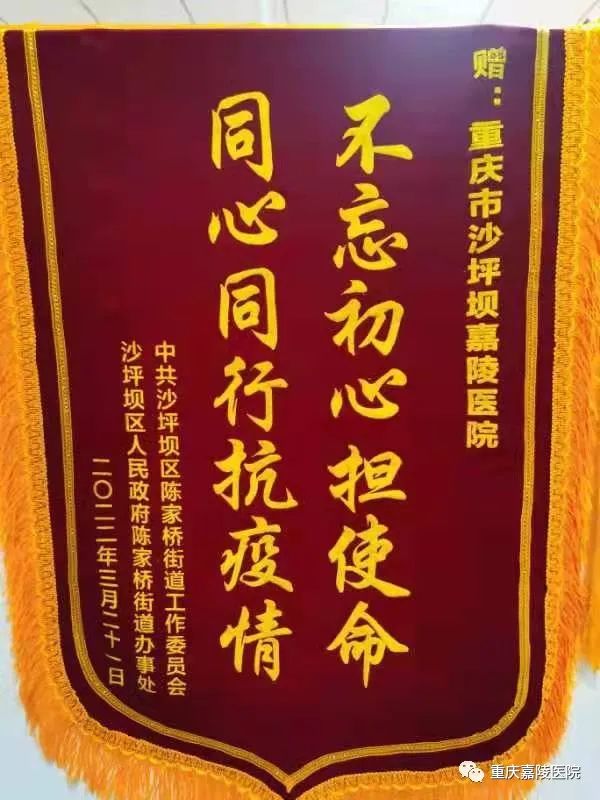 赠：重庆市沙坪坝嘉陵医院
不忘初心担使命
同心同行抗疫情
中共沙坪坝区陈家桥街道工作委员会
沙坪坝区人民政府陈家桥街道办事处
二〇二二年三月二十一日
重庆嘉陵医院